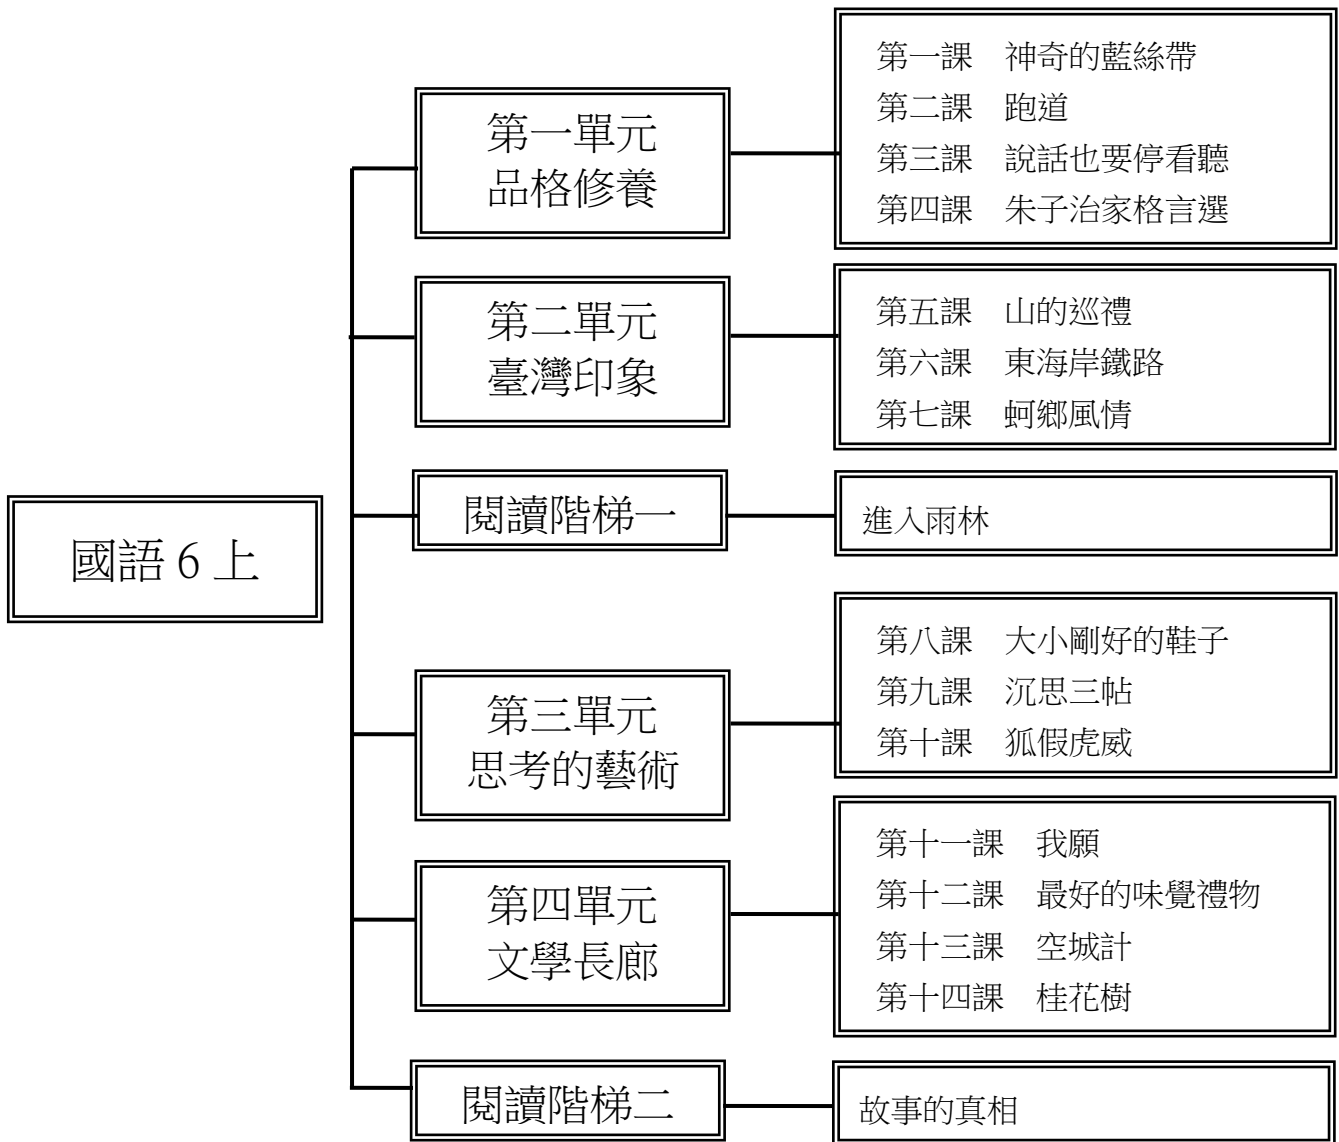 國語 6 上
第一單元
品格修養
第一課　神奇的藍絲帶
第二課　跑道
第三課　說話也要停看聽
第四課　朱子治家格言選
第二單元
臺灣印象
第五課　山的巡禮
第六課　東海岸鐵路
第七課　蚵鄉風情
閱讀階梯一
進入雨林
第三單元
思考的藝術
第八課　大小剛好的鞋子
第九課　沉思三帖
第十課　狐假虎威
第四單元
文學長廊
第十一課　我願
第十二課　最好的味覺禮物
第十三課　空城計
第十四課　桂花樹
閱讀階梯二
故事的真相